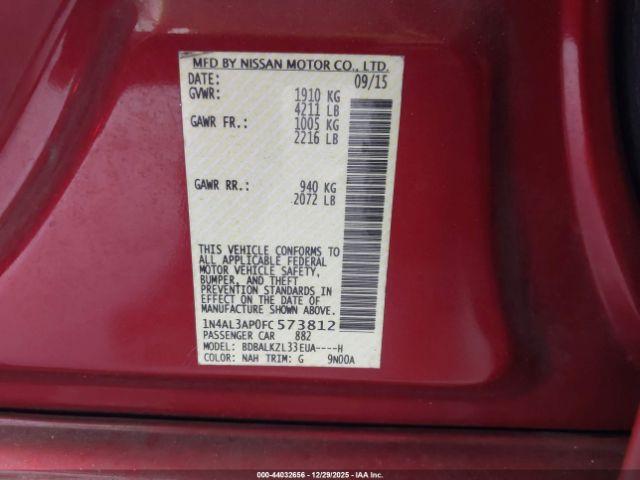 MFD BY NISSAN MOTOR CO., LTD.
DATE: 09/15
GVWR: 1910 KG
4211 LB
GAWR FR.: 1005 KG
2216 LB
GAWR RR.: 940 KG
2072 LB
THIS VEHICLE CONFORMS TO
ALL APPLICABLE FEDERAL
MOTOR VEHICLE SAFETY,
BUMPER, AND THEFT
PREVENTION STANDARDS IN
EFFECT ON THE DATE OF
MANUFACTURE SHOWN ABOVE.
1N4AL3AP0FC573812
PASSENGER CAR 882
MODEL: BDBALKZL33EUA----H
COLOR: NAH TRIM: G 9N00A
000-44032656 • 12/29/2025 • IAA Inc.